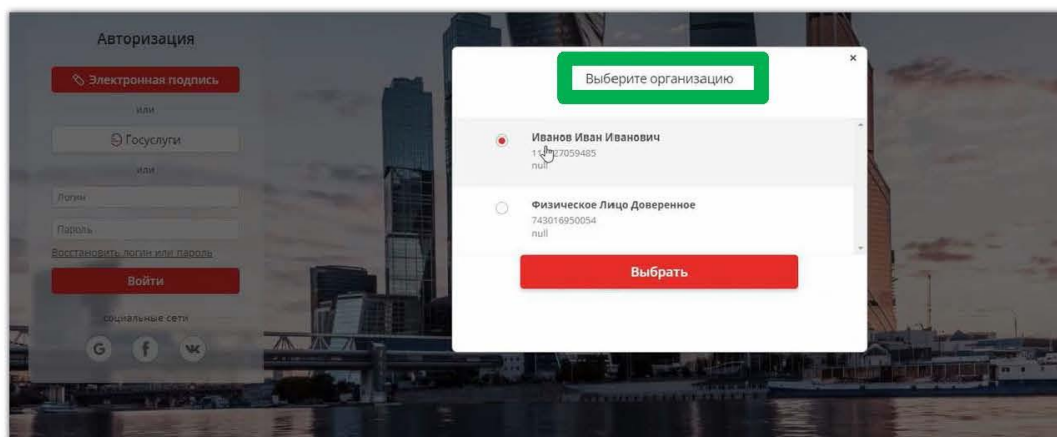 Авторизация
Электронная подпись
или
Госуслуги
или
Логин
Пароль
Восстановить логин или пароль
Войти
социальные сети
G f
×
Выберите организацию
Иванов Иван Иванович
null
Физическое Лицо Доверенное
743016950054
null
Выбрать